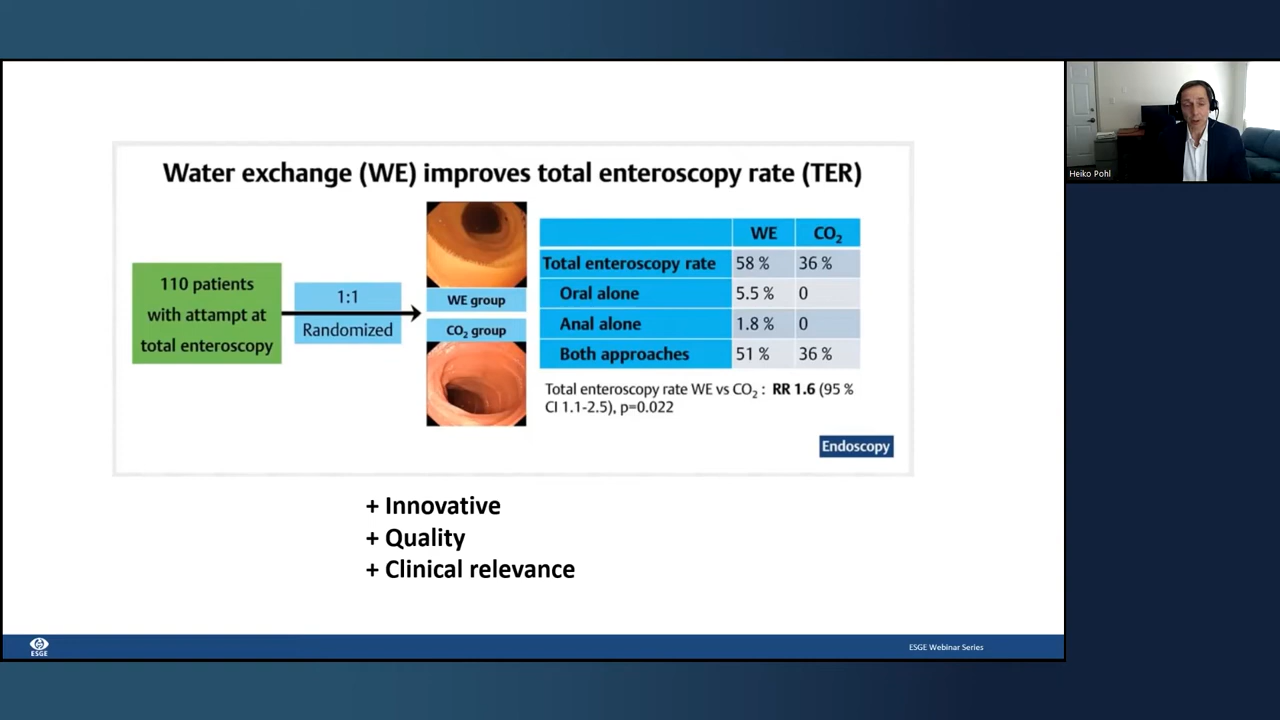 Heiko Pohl
Water exchange (WE) improves total enteroscopy rate (TER)
110 patients
with attampt at
total enteroscopy
1:1
Randomized
WE group
CO₂ group
WE CO₂
Total enteroscopy rate 58 % 36 %
Oral alone 5.5 % 0
Anal alone 1.8 % 0
Both approaches 51 % 36 %
Total enteroscopy rate WE vs CO₂ : RR 1.6 (95 %
CI 1.1-2.5), p=0.022
Endoscopy
+ Innovative
+ Quality
+ Clinical relevance
ESGE
ESGE Webinar Series